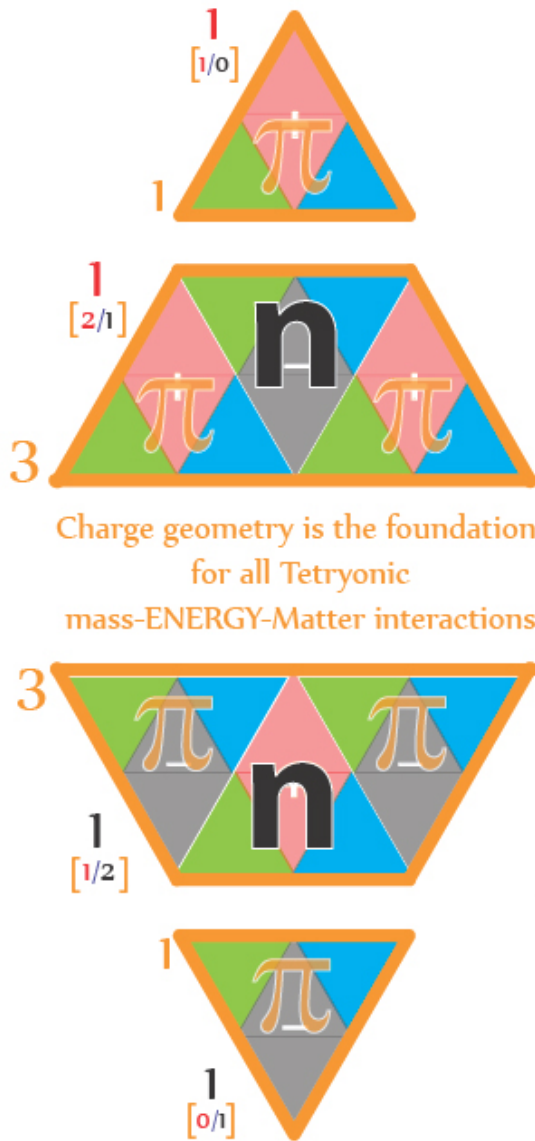 1
[1/0]
π
1
1
[2/1]
n
π π
3
Charge geometry is the foundation
for all Tetryonic
mass-ENERGY-Matter interactions
3
π π
n
1
[1/2]
1
π
1
[0/1]